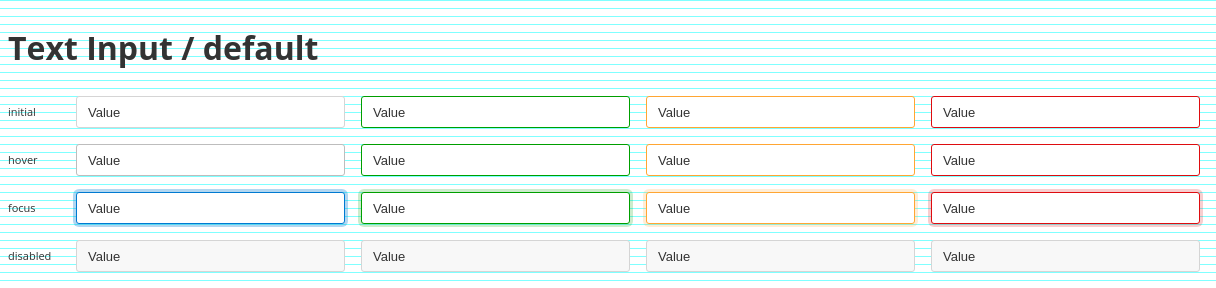 Text Input / default
initial Value Value Value Value
hover Value Value Value Value
focus Value Value Value Value
disabled Value Value Value Value